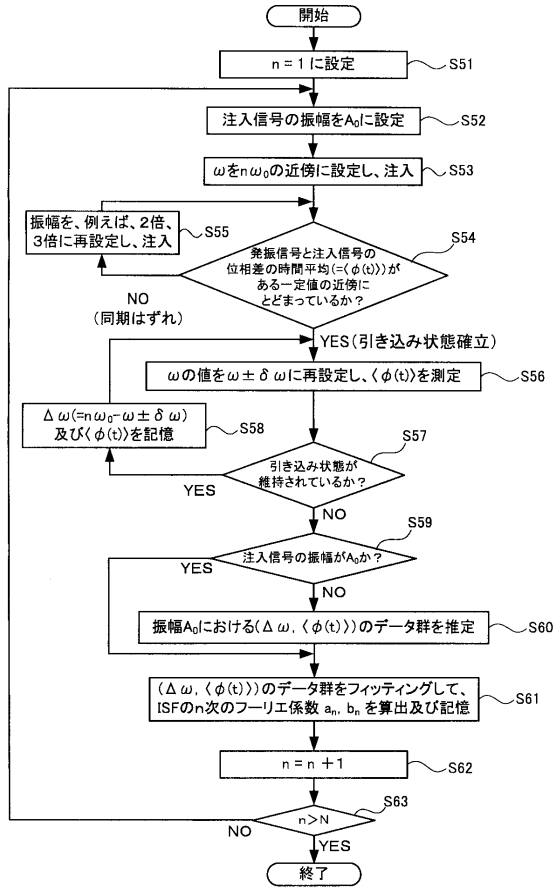 開始
n=1に設定
S51
注入信号の振幅をA₀に設定
S52
ωをnω₀の近傍に設定し、注入
S53
振幅を、例えば、2倍、
3倍に再設定し、注入
S55
発振信号と注入信号の
位相差の時間平均(=〈φ(t)〉)が
ある一定値の近傍に
とどまっているか?
S54
NO
(同期はずれ)
YES(引き込み状態確立)
ωの値をω±δωに再設定し、〈φ(t)〉を測定
S56
Δω(=nω₀-ω±δω)
及び〈φ(t)〉を記憶
S58
引き込み状態が
維持されているか?
S57
YES
NO
注入信号の振幅がA₀か?
S59
YES
NO
振幅A₀における(Δω,〈φ(t)〉)のデータ群を推定
S60
(Δω,〈φ(t)〉)のデータ群をフィッティングして、
ISFのn次のフーリエ係数 aₙ, bₙ を算出及び記憶
S61
n=n+1
S62
n>N
S63
NO
YES
終了